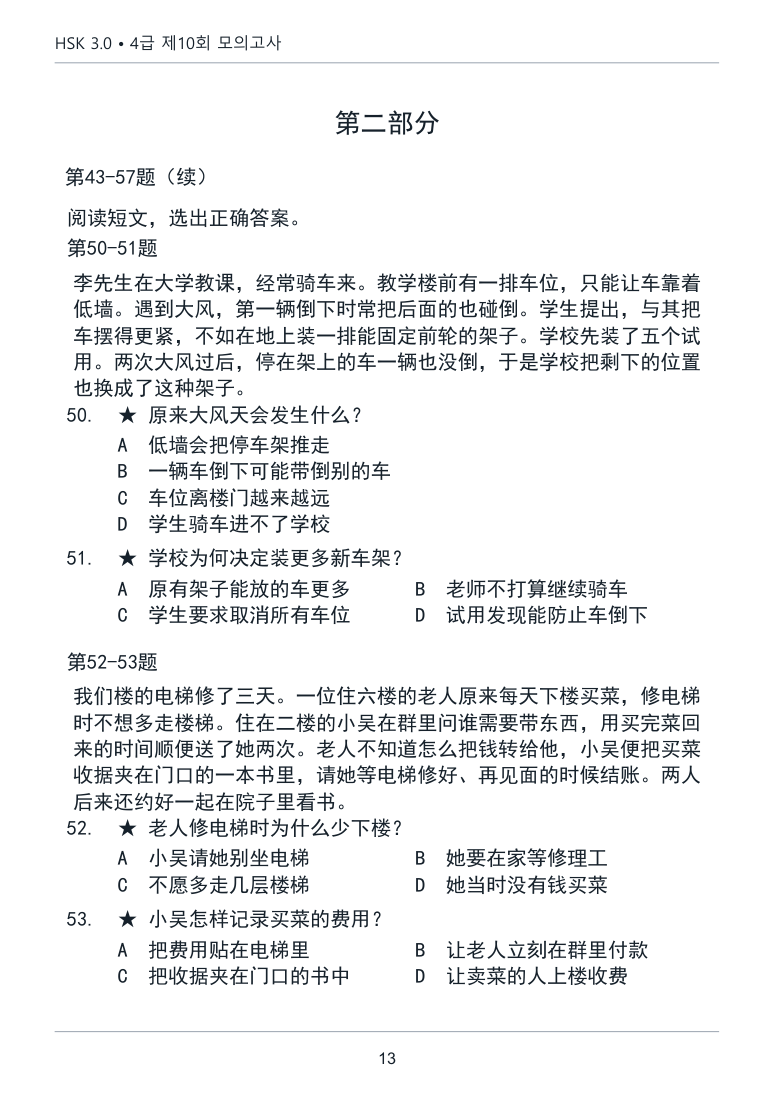 HSK 3.0 • 4급 제10회 모의고사
第二部分
第43-57题（续）
阅读短文，选出正确答案。
第50-51题
李先生在大学教课，经常骑车来。教学楼前有一排车位，只能让车靠着
低墙。遇到大风，第一辆倒下时常把后面的也碰倒。学生提出，与其把
车摆得更紧，不如在地上装一排能固定前轮的架子。学校先装了五个试
用。两次大风过后，停在架上的车一辆也没倒，于是学校把剩下的位置
也换成了这种架子。
50. ★ 原来大风天会发生什么？
A 低墙会把停车架推走
B 一辆车倒下可能带倒别的车
C 车位离楼门越来越远
D 学生骑车进不了学校
51. ★ 学校为何决定装更多新车架？
A 原有架子能放的车更多 B 老师不打算继续骑车
C 学生要求取消所有车位 D 试用发现能防止车倒下
第52-53题
我们楼的电梯修了三天。一位住六楼的老人原来每天下楼买菜，修电梯
时不想多走楼梯。住在二楼的小吴在群里问谁需要带东西，用买完菜回
来的时间顺便送了她两次。老人不知道怎么把钱转给他，小吴便把买菜
收据夹在门口的一本书里，请她等电梯修好、再见面的时候结账。两人
后来还约好一起在院子里看书。
52. ★ 老人修电梯时为什么少下楼？
A 小吴请她别坐电梯 B 她要在家等修理工
C 不愿多走几层楼梯 D 她当时没有钱买菜
53. ★ 小吴怎样记录买菜的费用？
A 把费用贴在电梯里 B 让老人立刻在群里付款
C 把收据夹在门口的书中 D 让卖菜的人上楼收费
13